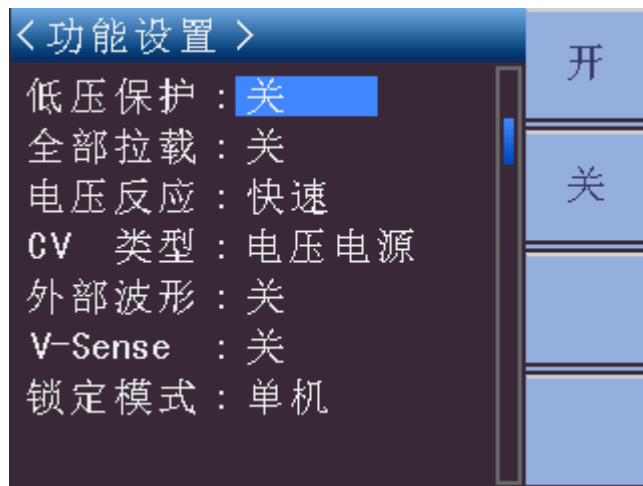 <功能设置 >
低压保护：关
全部拉载：关
电压反应：快速
CV 类型：电压电源
外部波形：关
V-Sense ：关
锁定模式：单机
开
关